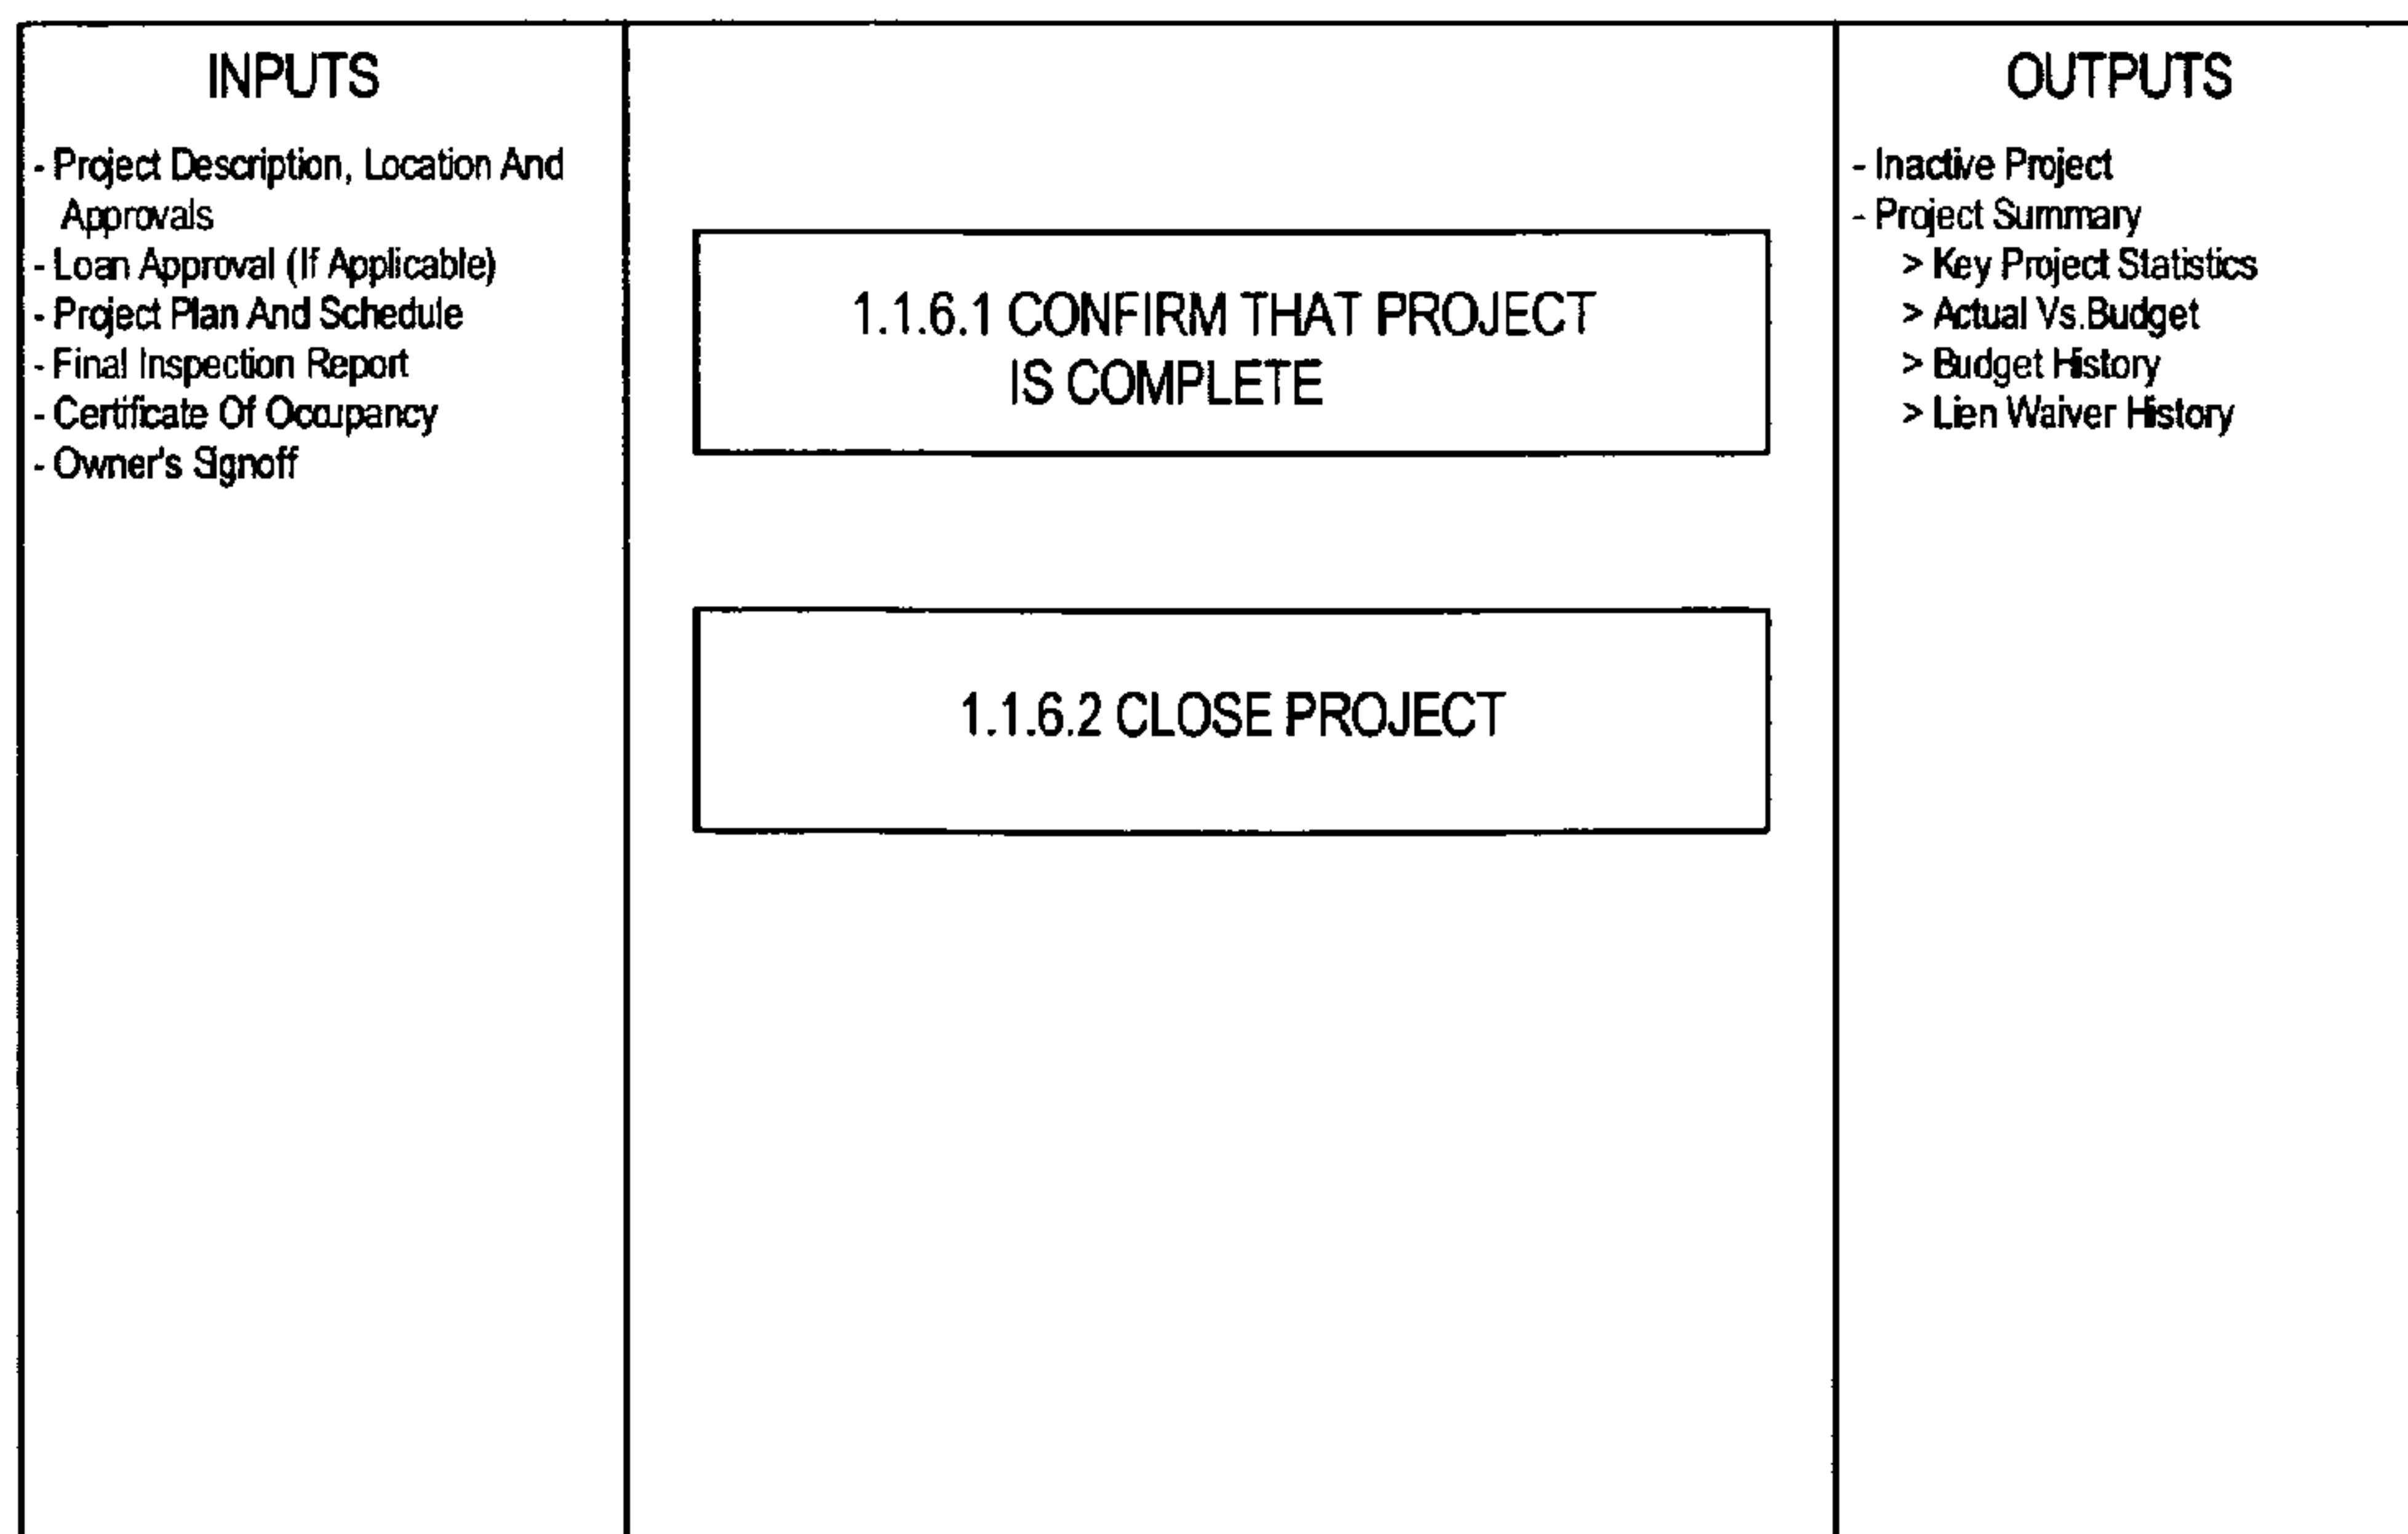 INPUTS
- Project Description, Location And
Approvals
- Loan Approval (If Applicable)
- Project Plan And Schedule
- Final Inspection Report
- Certificate Of Occupancy
- Owner's Signoff
1.1.6.1 CONFIRM THAT PROJECT
IS COMPLETE
1.1.6.2 CLOSE PROJECT
OUTPUTS
- Inactive Project
- Project Summary
> Key Project Statistics
> Actual Vs.Budget
> Budget History
> Lien Waiver History